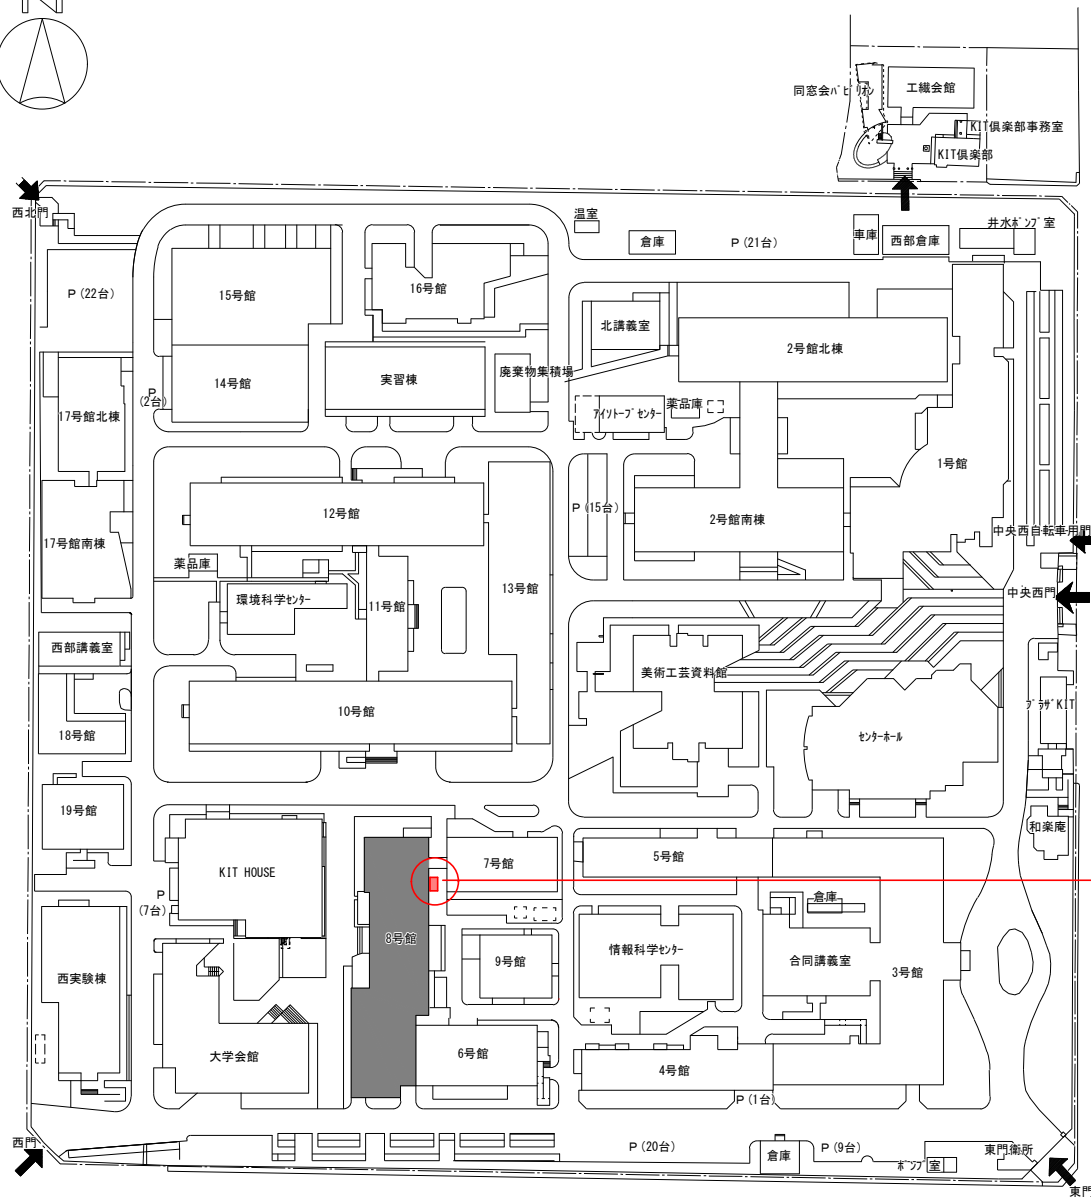 同窓会パビリオン
工繊会館
KIT倶楽部事務室
KIT倶楽部
西北門
温室
倉庫
P (21台)
車庫
西部倉庫
井水ポンプ室
P (22台)
15号館
16号館
北講義室
2号館北棟
14号館
実習棟
廃棄物集積場
P
(2台)
17号館北棟
アイソトープセンター
薬品庫
1号館
12号館
P (15台)
2号館南棟
中央西自転車用門
17号館南棟
薬品庫
環境科学センター
11号館
13号館
中央西門
西部講義室
美術工芸資料館
プラザKIT
10号館
18号館
センターホール
19号館
和楽庵
KIT HOUSE
7号館
5号館
P
(7台)
倉庫
8号館
西実験棟
9号館
情報科学センター
合同講義室
3号館
大学会館
6号館
4号館
P (1台)
西門
P (20台)
倉庫
P (9台)
ポンプ室
東門衛所
東門